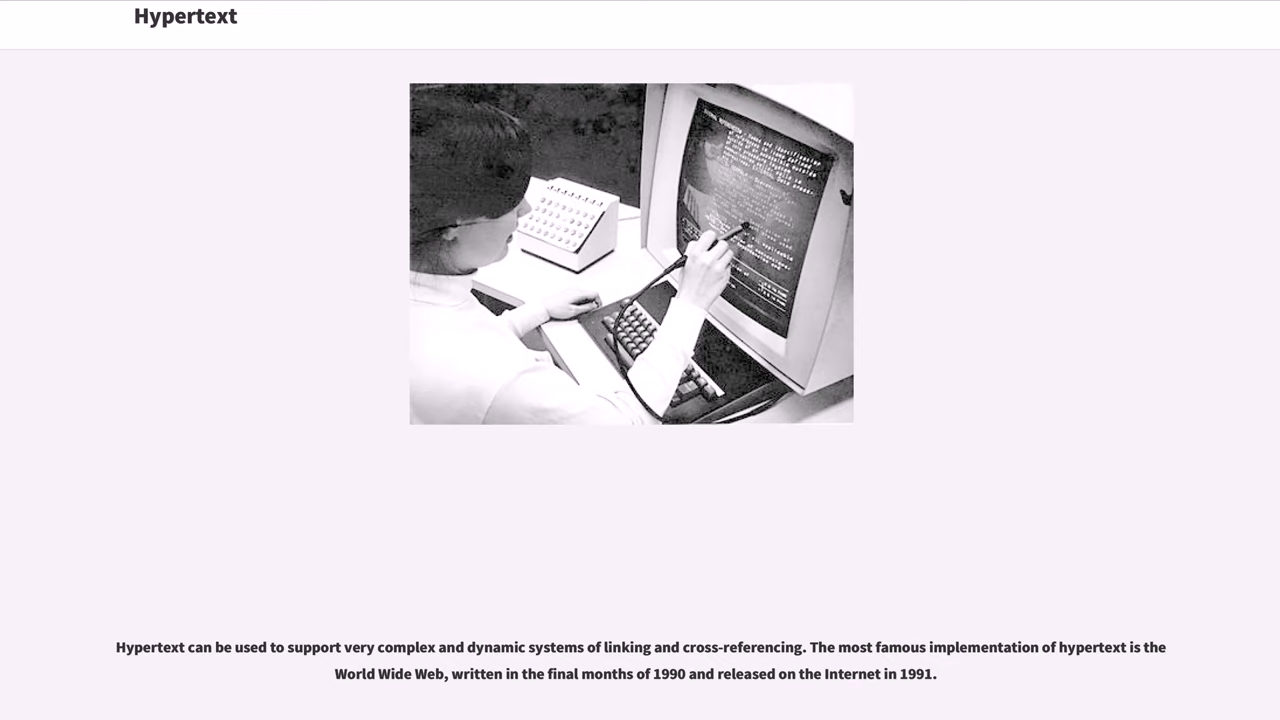 Hypertext
Hypertext can be used to support very complex and dynamic systems of linking and cross-referencing. The most famous implementation of hypertext is the
World Wide Web, written in the final months of 1990 and released on the Internet in 1991.